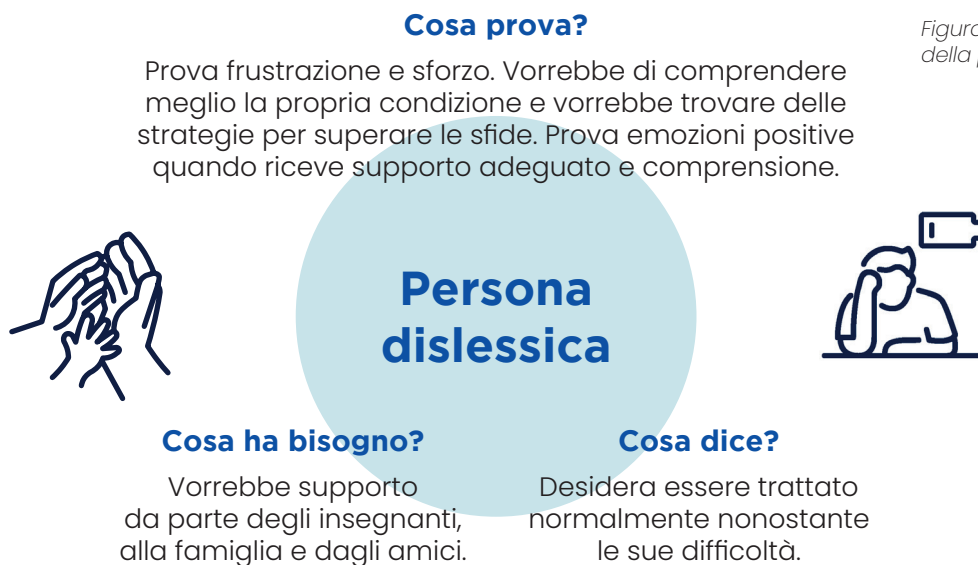 Cosa prova?
Figura
della
Prova frustrazione e sforzo. Vorrebbe di comprendere
meglio la propria condizione e vorrebbe trovare delle
strategie per superare le sfide. Prova emozioni positive
quando riceve supporto adeguato e comprensione.
Persona
dislessica
Cosa ha bisogno?
Vorrebbe supporto
da parte degli insegnanti,
alla famiglia e dagli amici.
Cosa dice?
Desidera essere trattato
normalmente nonostante
le sue difficoltà.